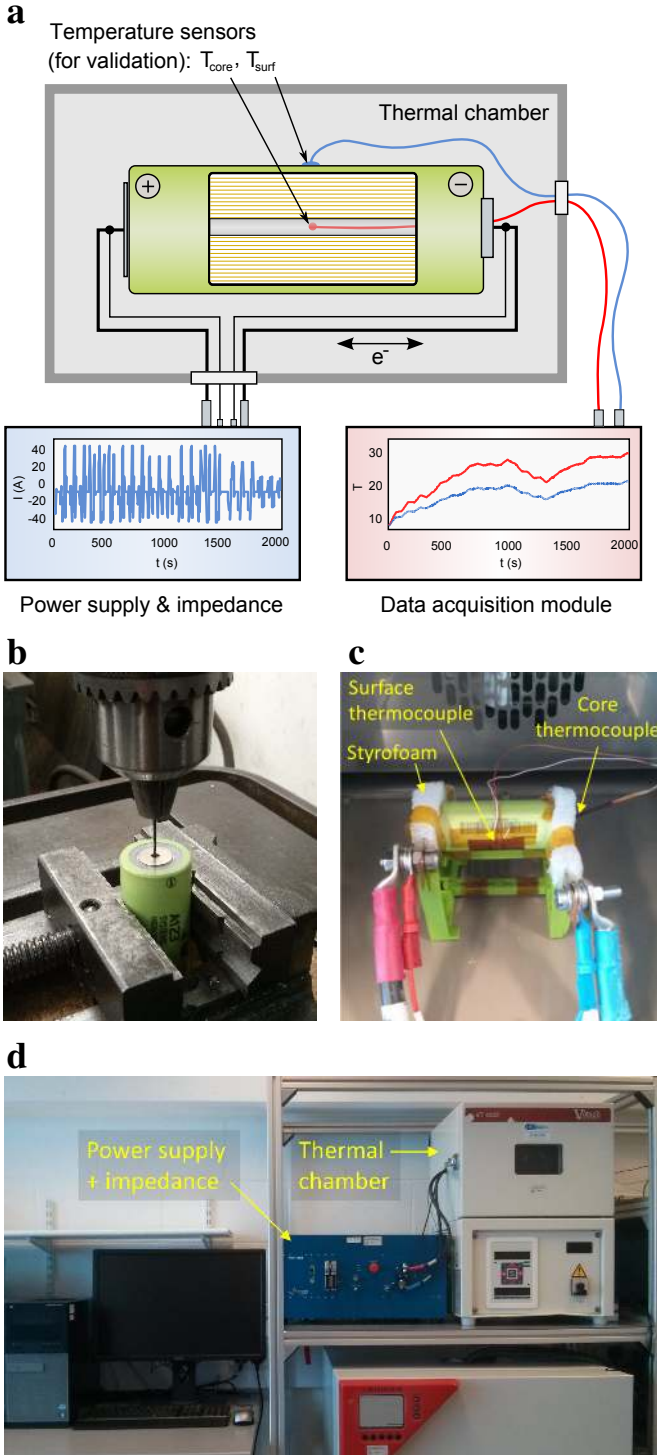 a
Temperature sensors
(for validation): Tcore, Tsurf
Thermal chamber
+
−
e-
40
20
0
-20
-40
I (A)
0 500 1000 1500 2000
t (s)
30
20
10
T
0 500 1000 1500 2000
t (s)
Power supply & impedance
Data acquisition module
b
c
A123
Surface
thermocouple
Core
thermocouple
Styrofoam
d
Power supply
+ impedance
Thermal
chamber